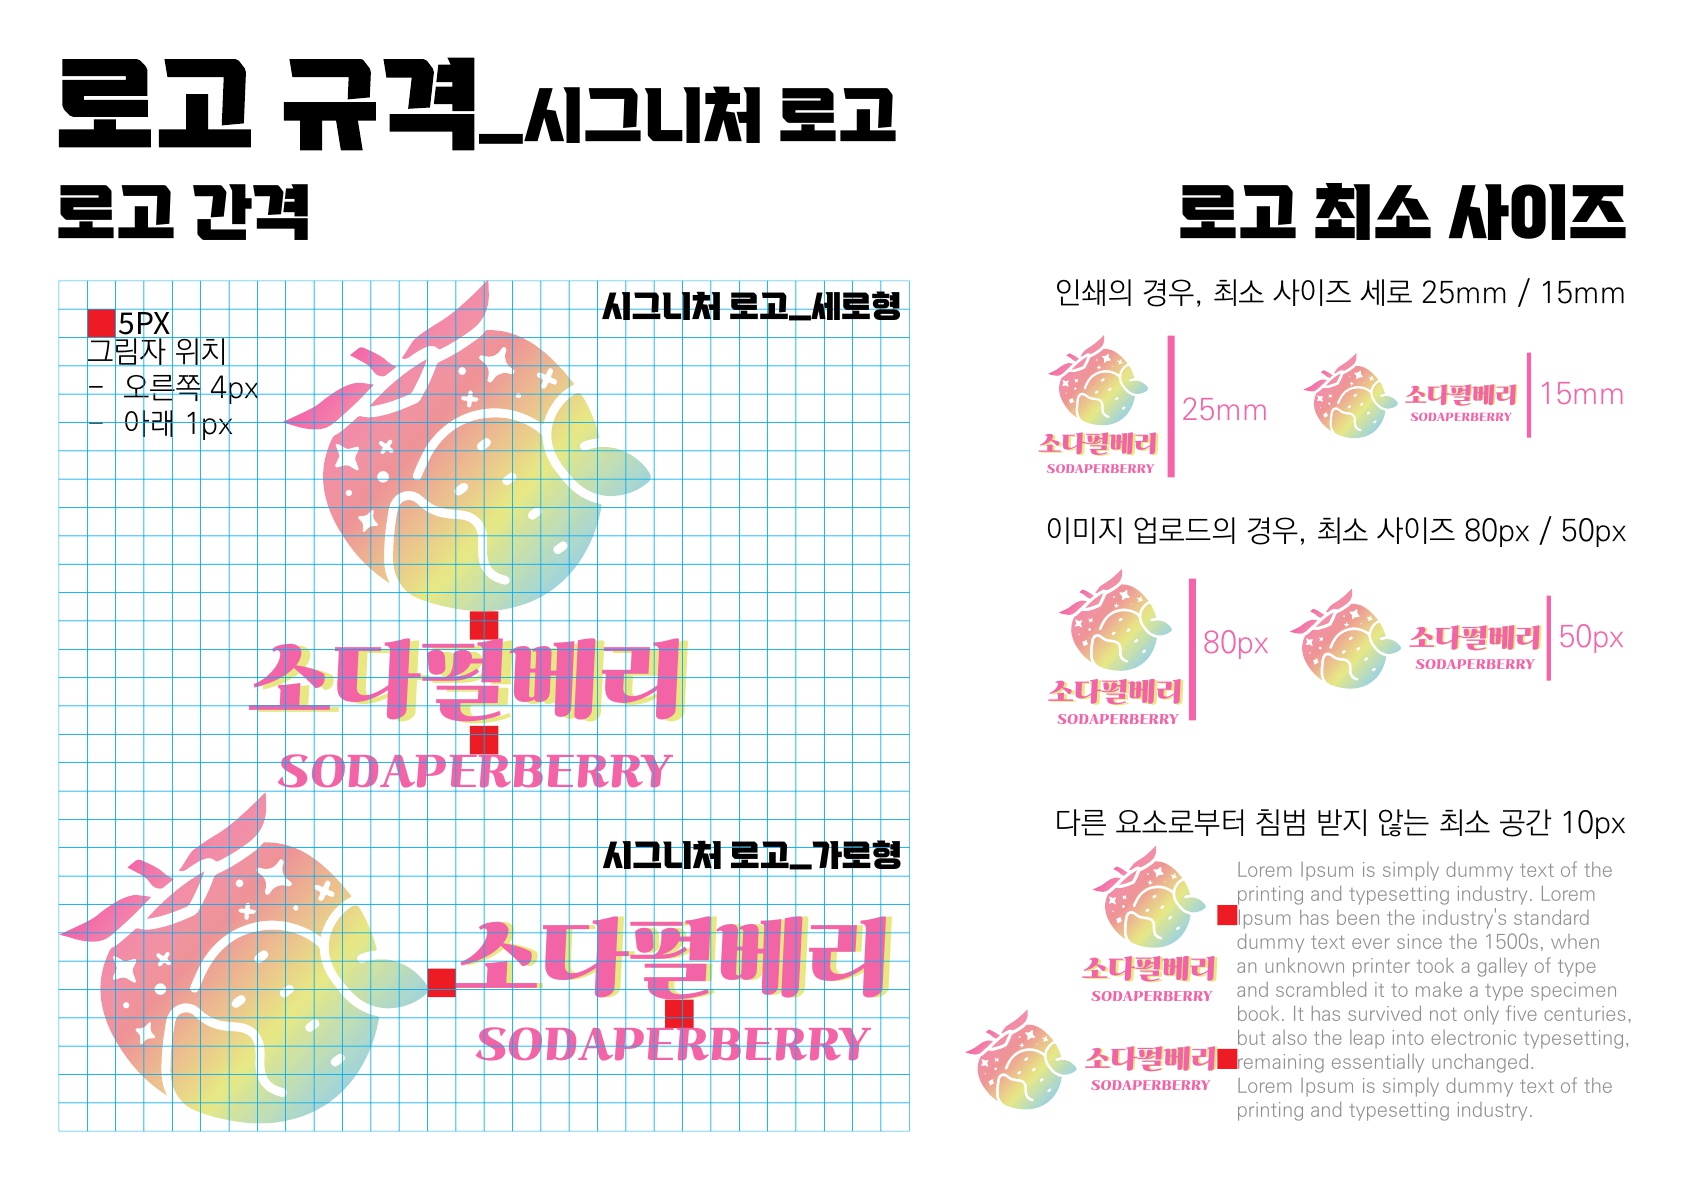 로고 규격_시그니처 로고
로고 간격
시그니처 로고_세로형
5PX
그림자 위치
- 오른쪽 4px
- 아래 1px
소다펄베리
SODAPERBERRY
시그니처 로고_가로형
소다펄베리
SODAPERBERRY
로고 최소 사이즈
인쇄의 경우, 최소 사이즈 세로 25mm / 15mm
소다펄베리
SODAPERBERRY
25mm
소다펄베리
SODAPERBERRY
15mm
이미지 업로드의 경우, 최소 사이즈 80px / 50px
소다펄베리
SODAPERBERRY
80px
소다펄베리
SODAPERBERRY
50px
다른 요소로부터 침범 받지 않는 최소 공간 10px
소다펄베리
SODAPERBERRY
소다펄베리
SODAPERBERRY
Lorem Ipsum is simply dummy text of the
printing and typesetting industry. Lorem
Ipsum has been the industry's standard
dummy text ever since the 1500s, when
an unknown printer took a galley of type
and scrambled it to make a type specimen
book. It has survived not only five centuries,
but also the leap into electronic typesetting,
remaining essentially unchanged.
Lorem Ipsum is simply dummy text of the
printing and typesetting industry.